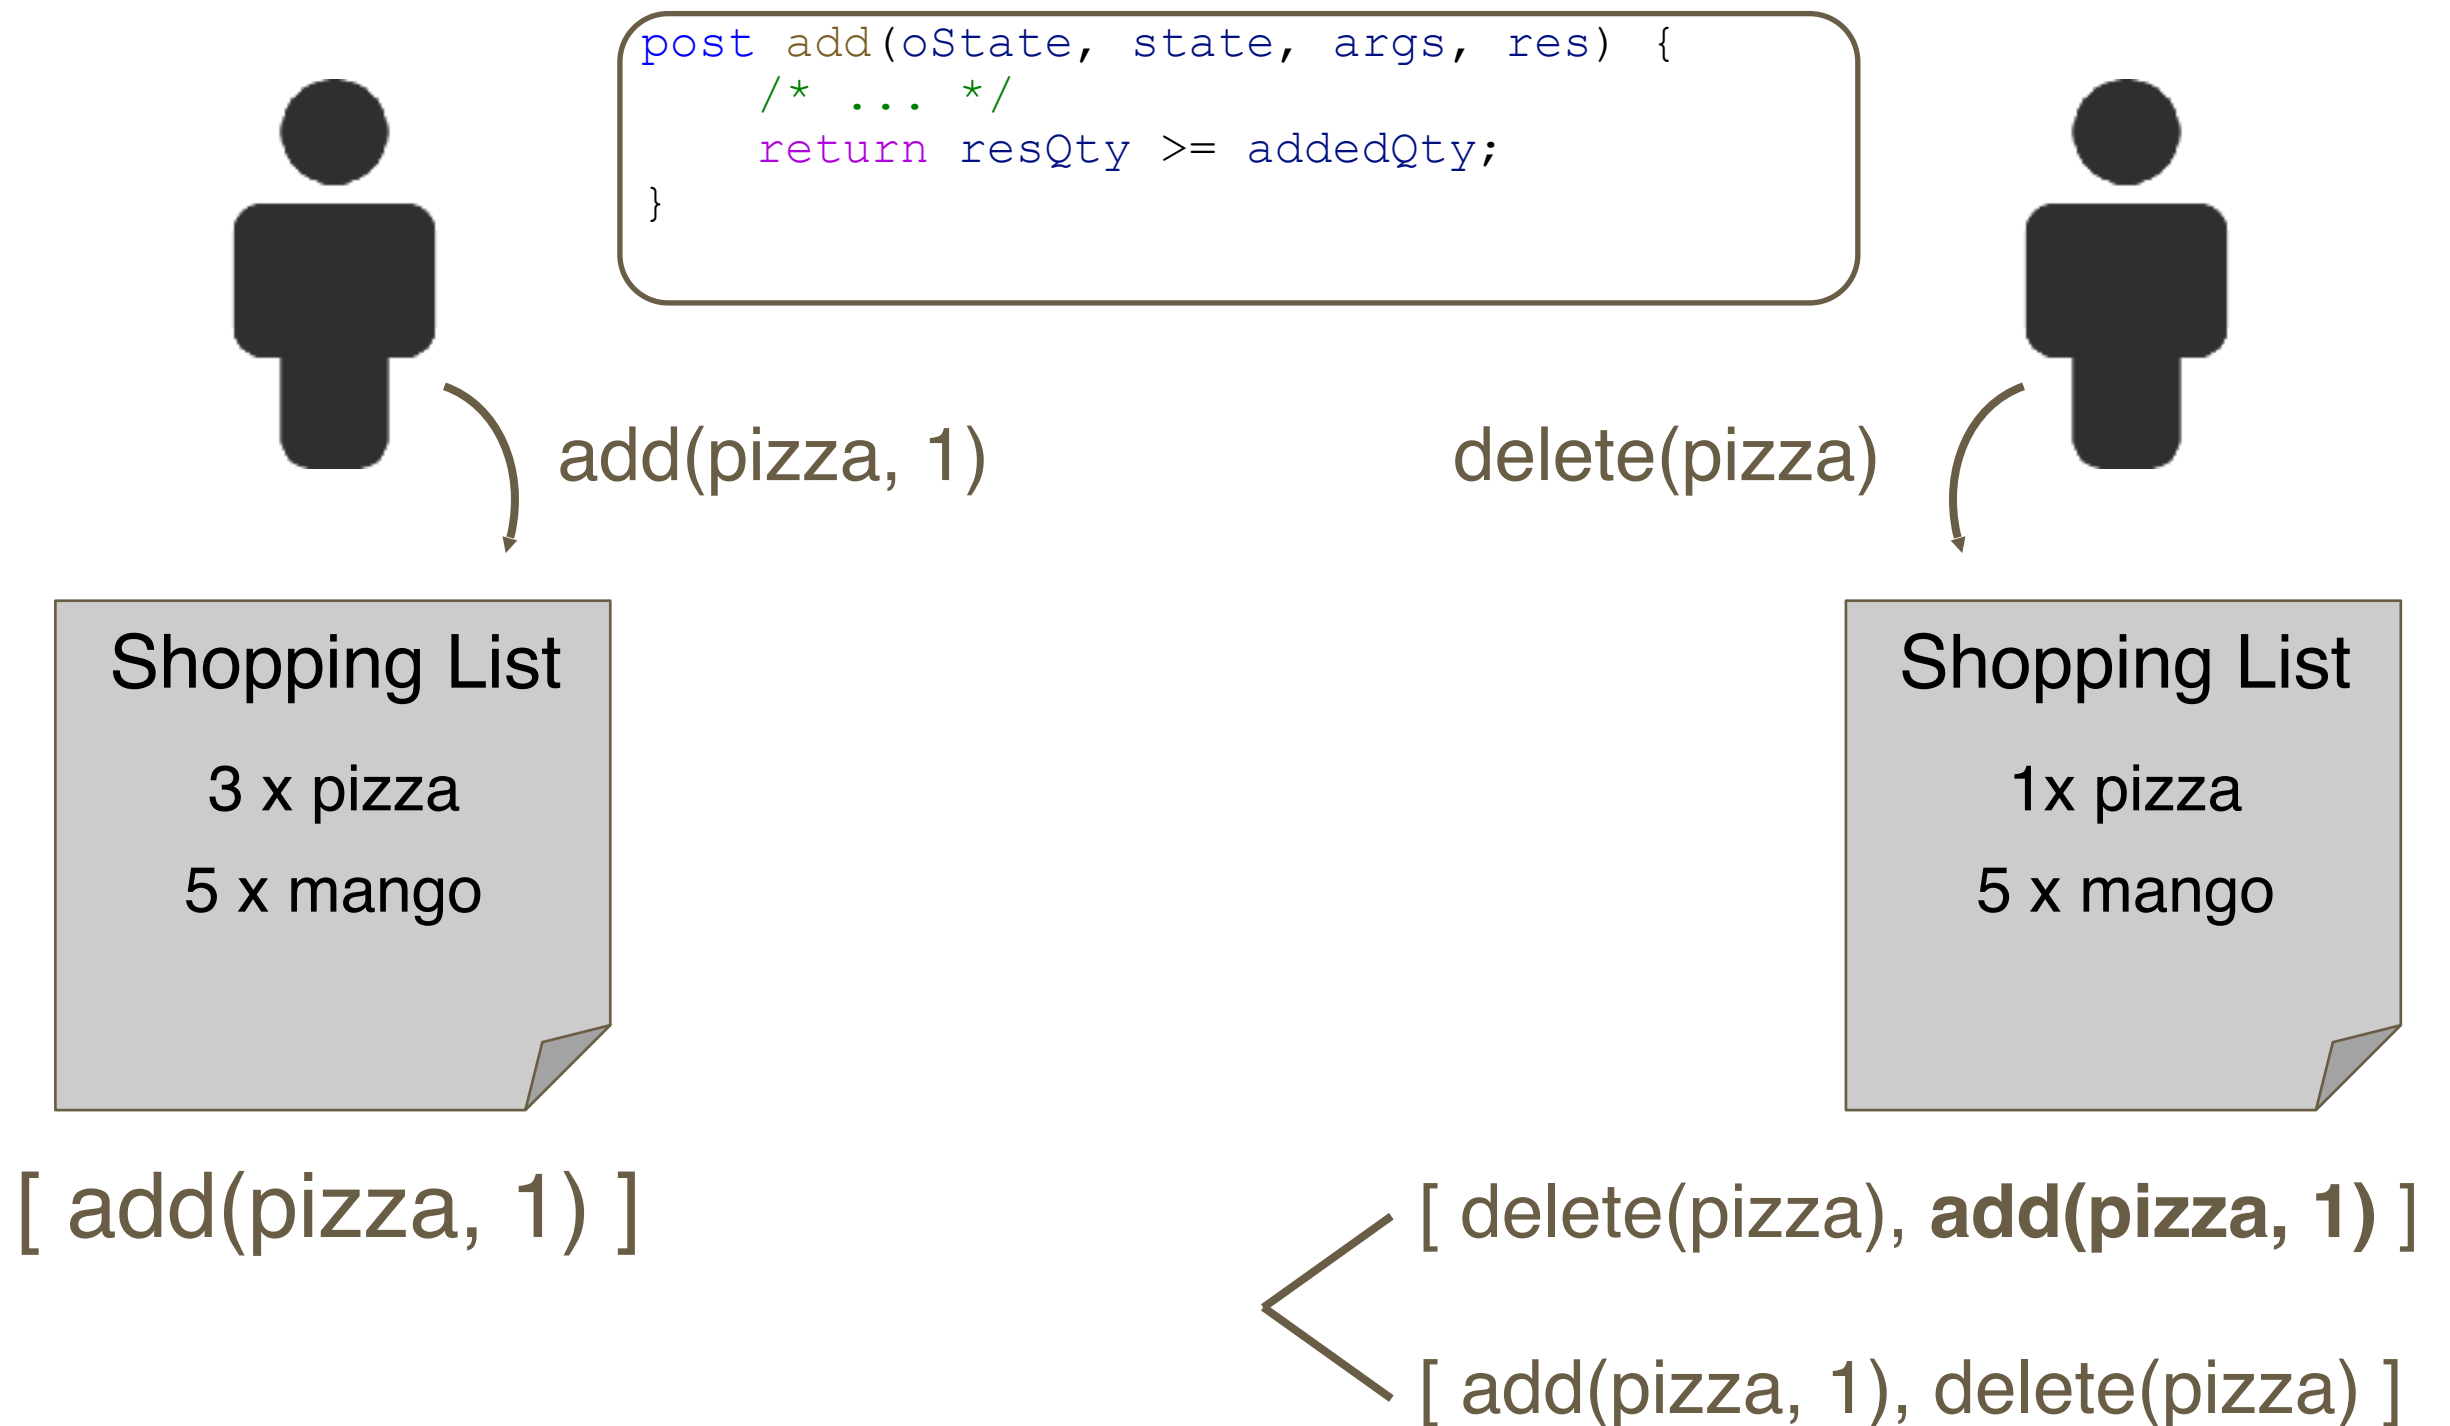 post add(oState, state, args, res) {
    /* ... */
    return resQty >= addedQty;
}
add(pizza, 1)
delete(pizza)
Shopping List
3 x pizza
5 x mango
Shopping List
1x pizza
5 x mango
[ add(pizza, 1) ]
[ delete(pizza), add(pizza, 1) ]
[ add(pizza, 1), delete(pizza) ]